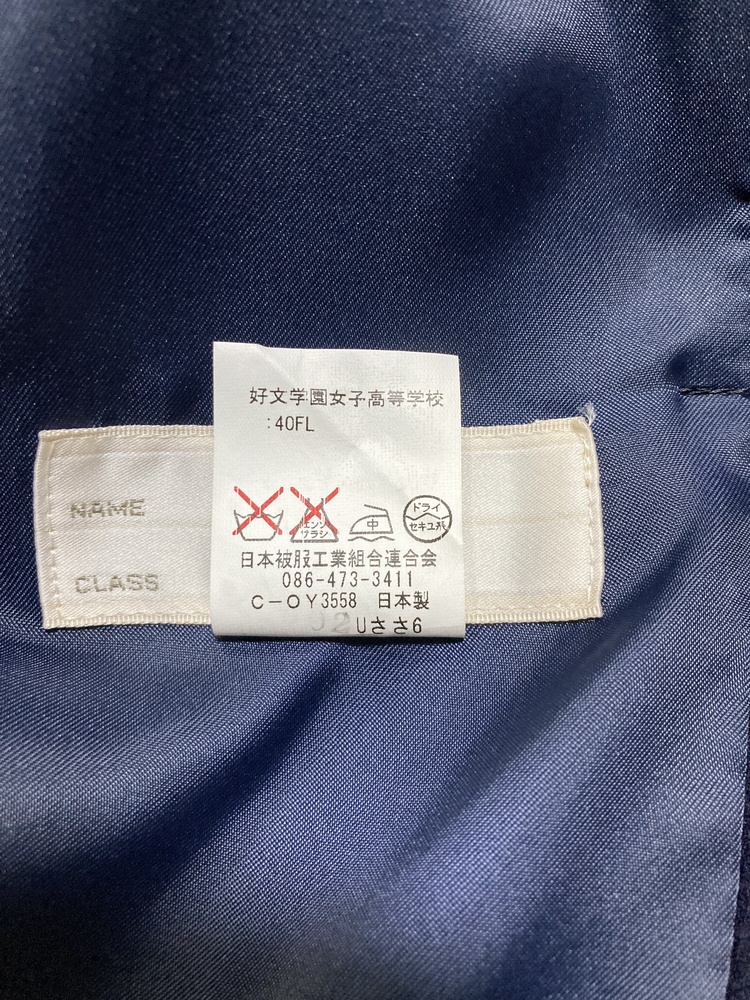 好文学園女子高等学校
:40FL
NAME
CLASS
エンソ
サラシ
中
ドライ
セキユ系
日本被服工業組合連合会
086-473-3411
C-OY3558 日本製
J2 Uささ6